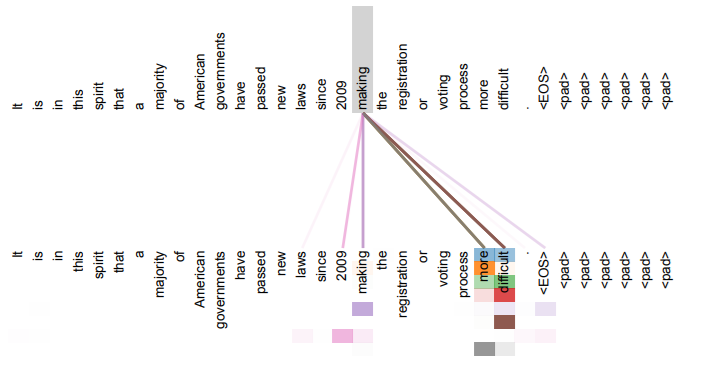 It is in this spirit that a majority of American governments have passed new laws since 2009 making the registration or voting process more difficult . <EOS> <pad> <pad> <pad> <pad> <pad> <pad>
It is in this spirit that a majority of American governments have passed new laws since 2009 making the registration or voting process more difficult . <EOS> <pad> <pad> <pad> <pad> <pad> <pad>